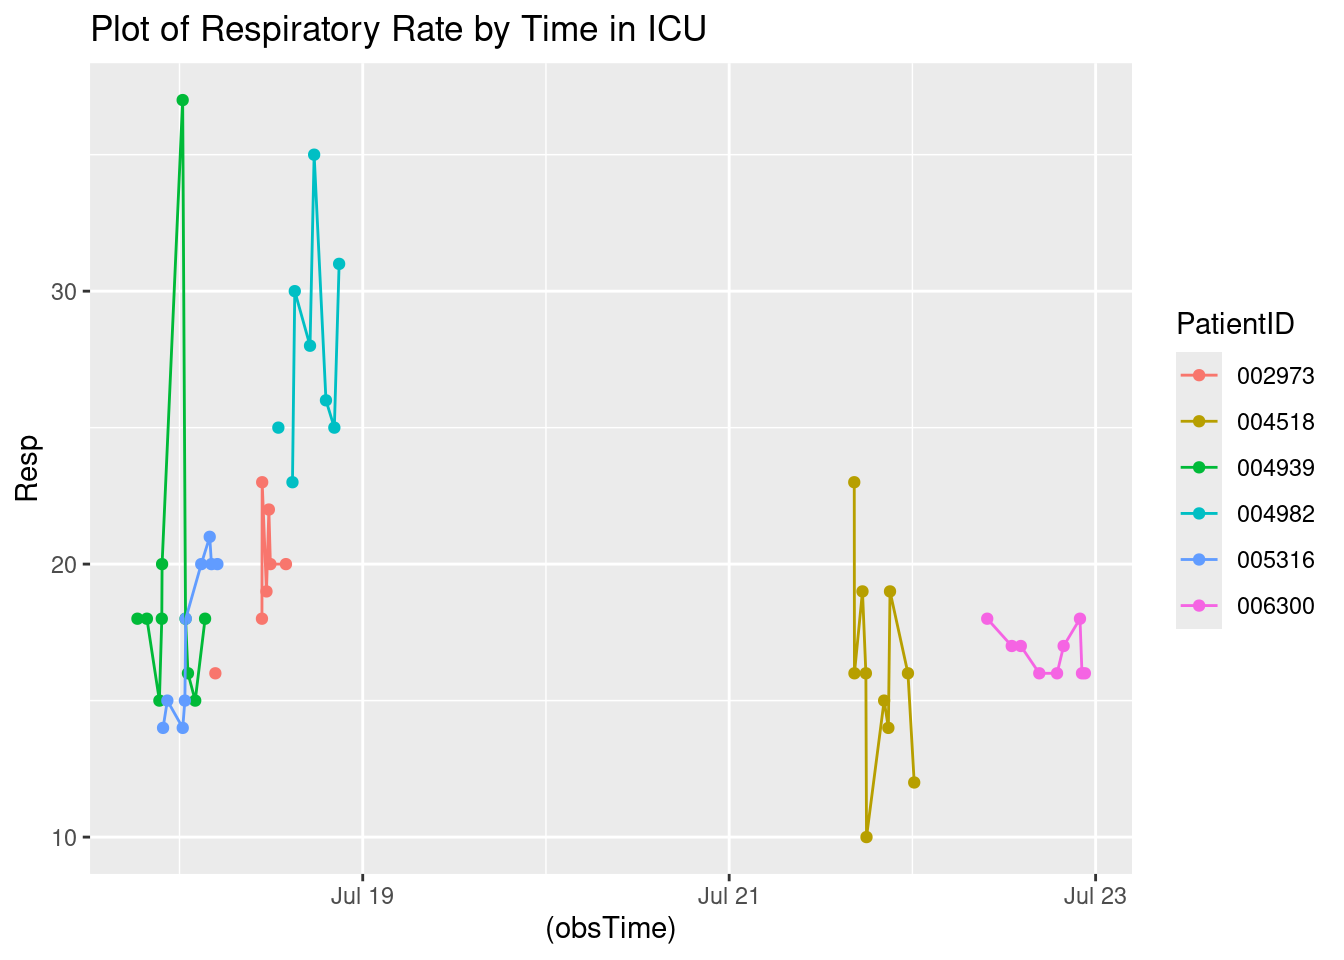 Plot of Respiratory Rate by Time in ICU
Resp
30
20
10
Jul 19
Jul 21
Jul 23
(obsTime)
PatientID
002973
004518
004939
004982
005316
006300